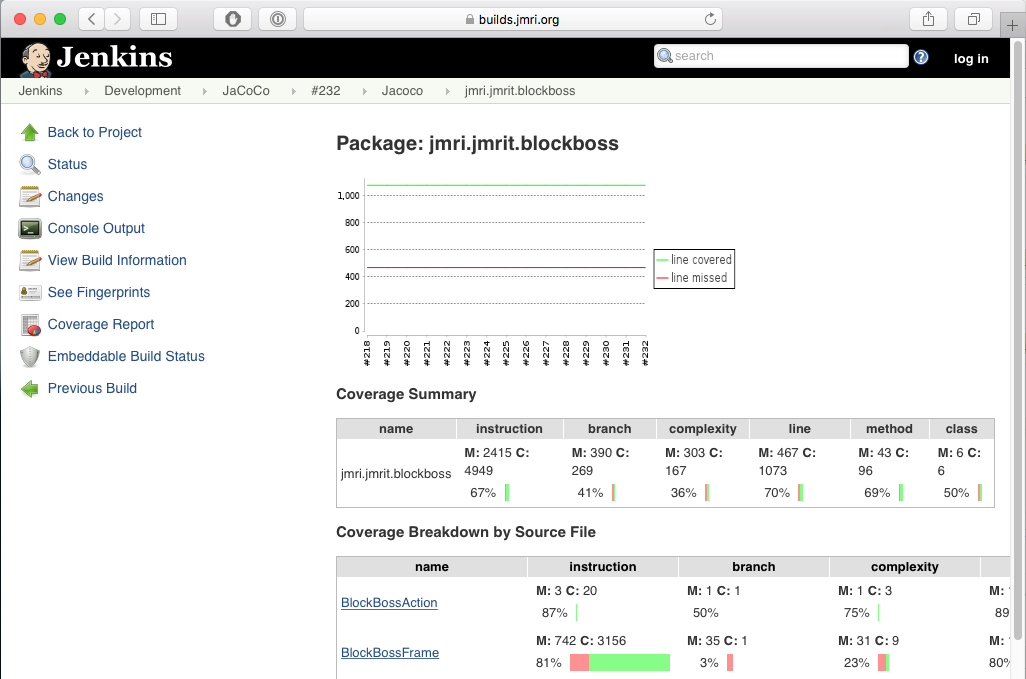 builds.jmri.org
Jenkins
search
log in
Jenkins Development JaCoCo #232 Jacoco jmri.jmrit.blockboss
Back to Project
Status
Changes
Console Output
View Build Information
See Fingerprints
Coverage Report
Embeddable Build Status
Previous Build
Package: jmri.jmrit.blockboss
1,000
800
600
400
200
0
#218 #219 #220 #221 #222 #223 #224 #225 #226 #227 #228 #229 #230 #231 #232
line covered
line missed
Coverage Summary
name instruction branch complexity line method class
M: 2415 C: M: 390 C: M: 303 C: M: 467 C: M: 43 C: M: 6 C:
jmri.jmrit.blockboss 4949 269 167 1073 96 6
67% 41% 36% 70% 69% 50%
Coverage Breakdown by Source File
name instruction branch complexity
M: 3 C: 20 M: 1 C: 1 M: 1 C: 3 M:
BlockBossAction 87% 50% 75% 89
M: 742 C: 3156 M: 35 C: 1 M: 31 C: 9 M:
BlockBossFrame 81% 3% 23% 80%